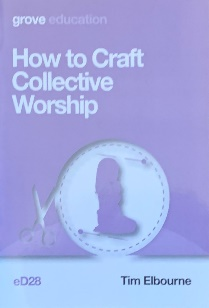 grove education
How to Craft
Collective
Worship
eD28
Tim Elbourne